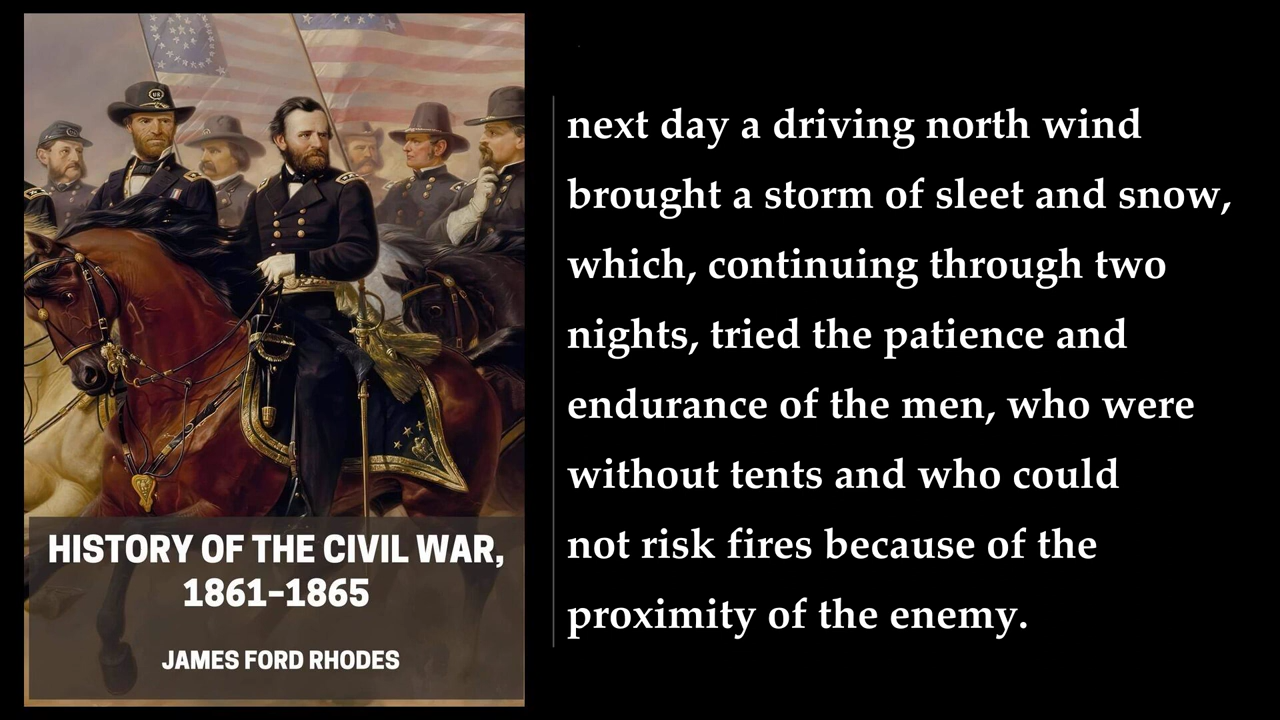 HISTORY OF THE CIVIL WAR,
1861–1865
JAMES FORD RHODES
next day a driving north wind
brought a storm of sleet and snow,
which, continuing through two
nights, tried the patience and
endurance of the men, who were
without tents and who could
not risk fires because of the
proximity of the enemy.